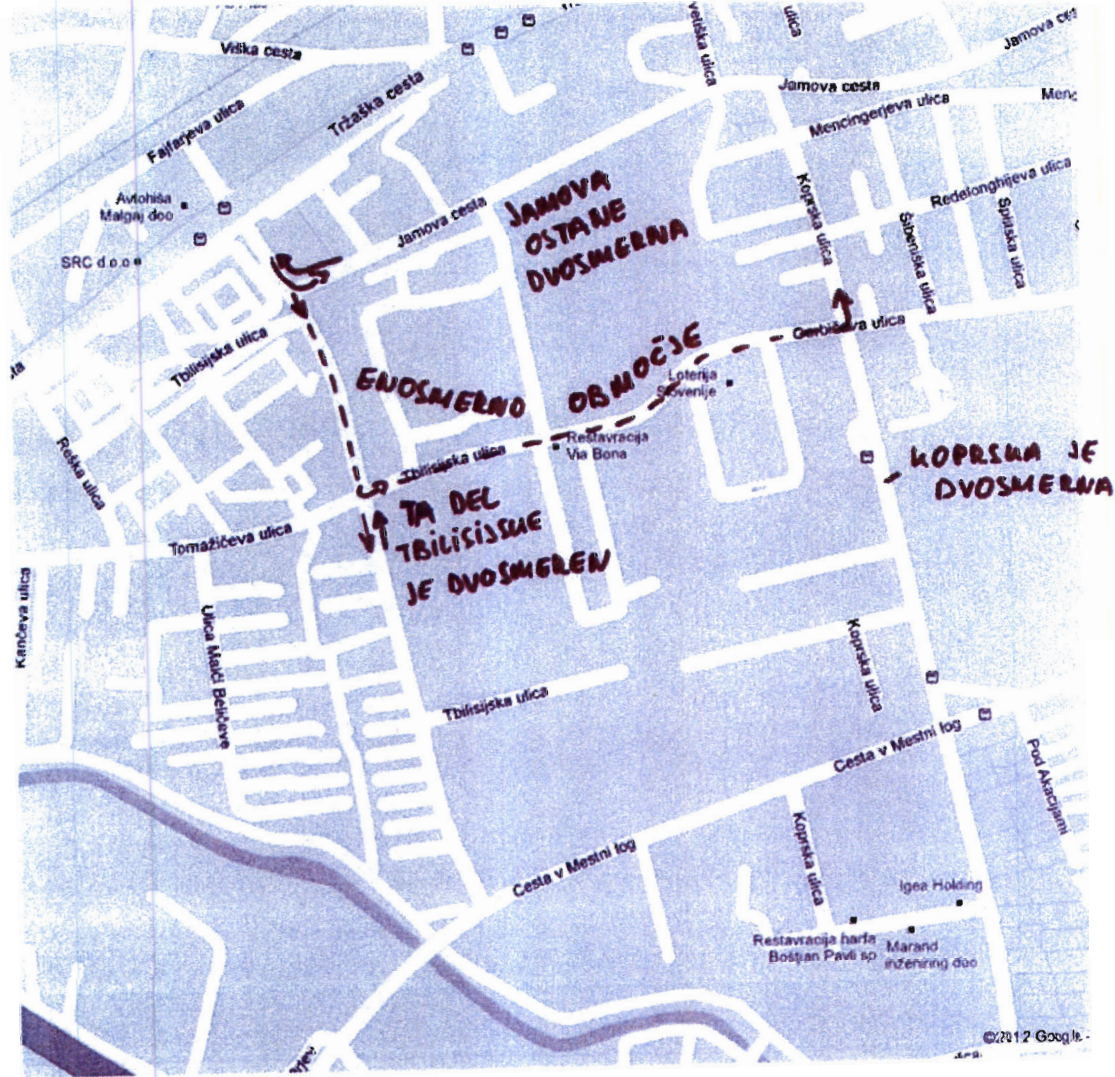 Viška cesta
Tržaška cesta
Fajfarjeva ulica
Jamova cesta
Jamova cesta
Mencingerjeva ulica
Avtohiša
Malgaj doo
SRC d.o.o
Jamova cesta
JAMOVA
OSTANE
DVOSMERNA
Koprska ulica
Redelonghijeva ulica
Šibeniška ulica
Splitska ulica
Tbilisijska ulica
Gerbičeva ulica
ENOSMERNO OBMOČJE
Loterija
Slovenije
Reška ulica
Tbilisijska ulica
Restavracija
Via Bona
KOPRSKA JE
DVOSMERNA
TA DEL
TBILISIJSKE
JE DVOSMEREN
Tomažičeva ulica
Kančeva ulica
Ulica Malči Beličeve
Koprska ulica
Tbilisijska ulica
Cesta v Mestni log
Pod Akacijami
Cesta v Mestni log
Koprska ulica
Igea Holding
Restavracija harfa
Boštjan Pavli sp
Marand
inženiring doo
©2012 Google